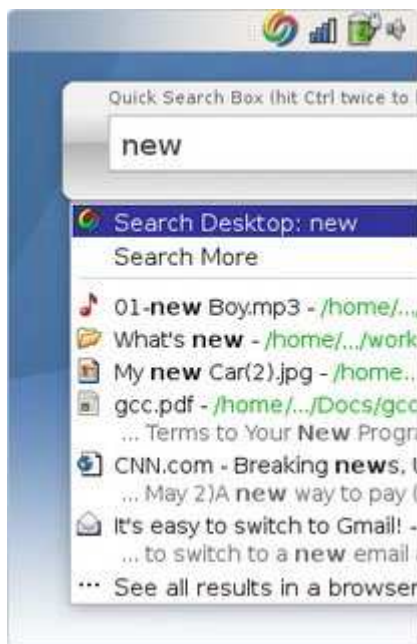 Quick Search Box (hit Ctrl twice to
new
Search Desktop: new
Search More
01-new Boy.mp3 - /home/.../
What's new - /home/.../work
My new Car(2).jpg - /home...
gcc.pdf - /home/.../Docs/gcc
... Terms to Your New Progr
CNN.com - Breaking news, U
... May 2)A new way to pay (
It's easy to switch to Gmail! -
... to switch to a new email
... See all results in a browser